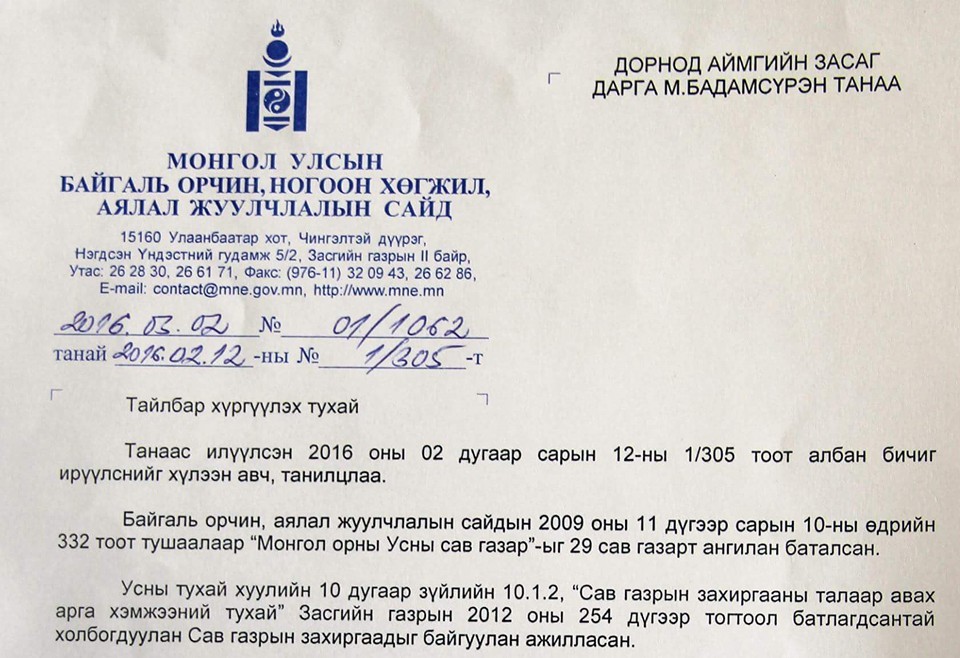 ДОРНОД АЙМГИЙН ЗАСАГ
ДАРГА М.БАДАМСҮРЭН ТАНАА
МОНГОЛ УЛСЫН
БАЙГАЛЬ ОРЧИН, НОГООН ХӨГЖИЛ,
АЯЛАЛ ЖУУЛЧЛАЛЫН САЙД
15160 Улаанбаатар хот, Чингэлтэй дүүрэг,
Нэгдсэн Үндэстний гудамж 5/2, Засгийн газрын II байр,
Утас: 26 28 30, 26 61 71, Факс: (976-11) 32 09 43, 26 62 86,
E-mail: contact@mne.gov.mn, http://www.mne.mn
2016.03.02 № 01/1062
танай 2016.02.12 -ны № 1/305 -т
Тайлбар хүргүүлэх тухай
Танаас илүүлсэн 2016 оны 02 дугаар сарын 12-ны 1/305 тоот албан бичиг
ирүүлснийг хүлээн авч, танилцлаа.
Байгаль орчин, аялал жуулчлалын сайдын 2009 оны 11 дүгээр сарын 10-ны өдрийн
332 тоот тушаалаар “Монгол орны Усны сав газар”-ыг 29 сав газарт ангилан баталсан.
Усны тухай хуулийн 10 дугаар зүйлийн 10.1.2, “Сав газрын захиргааны талаар авах
арга хэмжээний тухай” Засгийн газрын 2012 оны 254 дүгээр тогтоол батлагдсантай
холбогдуулан Сав газрын захиргаадыг байгуулан ажилласан.